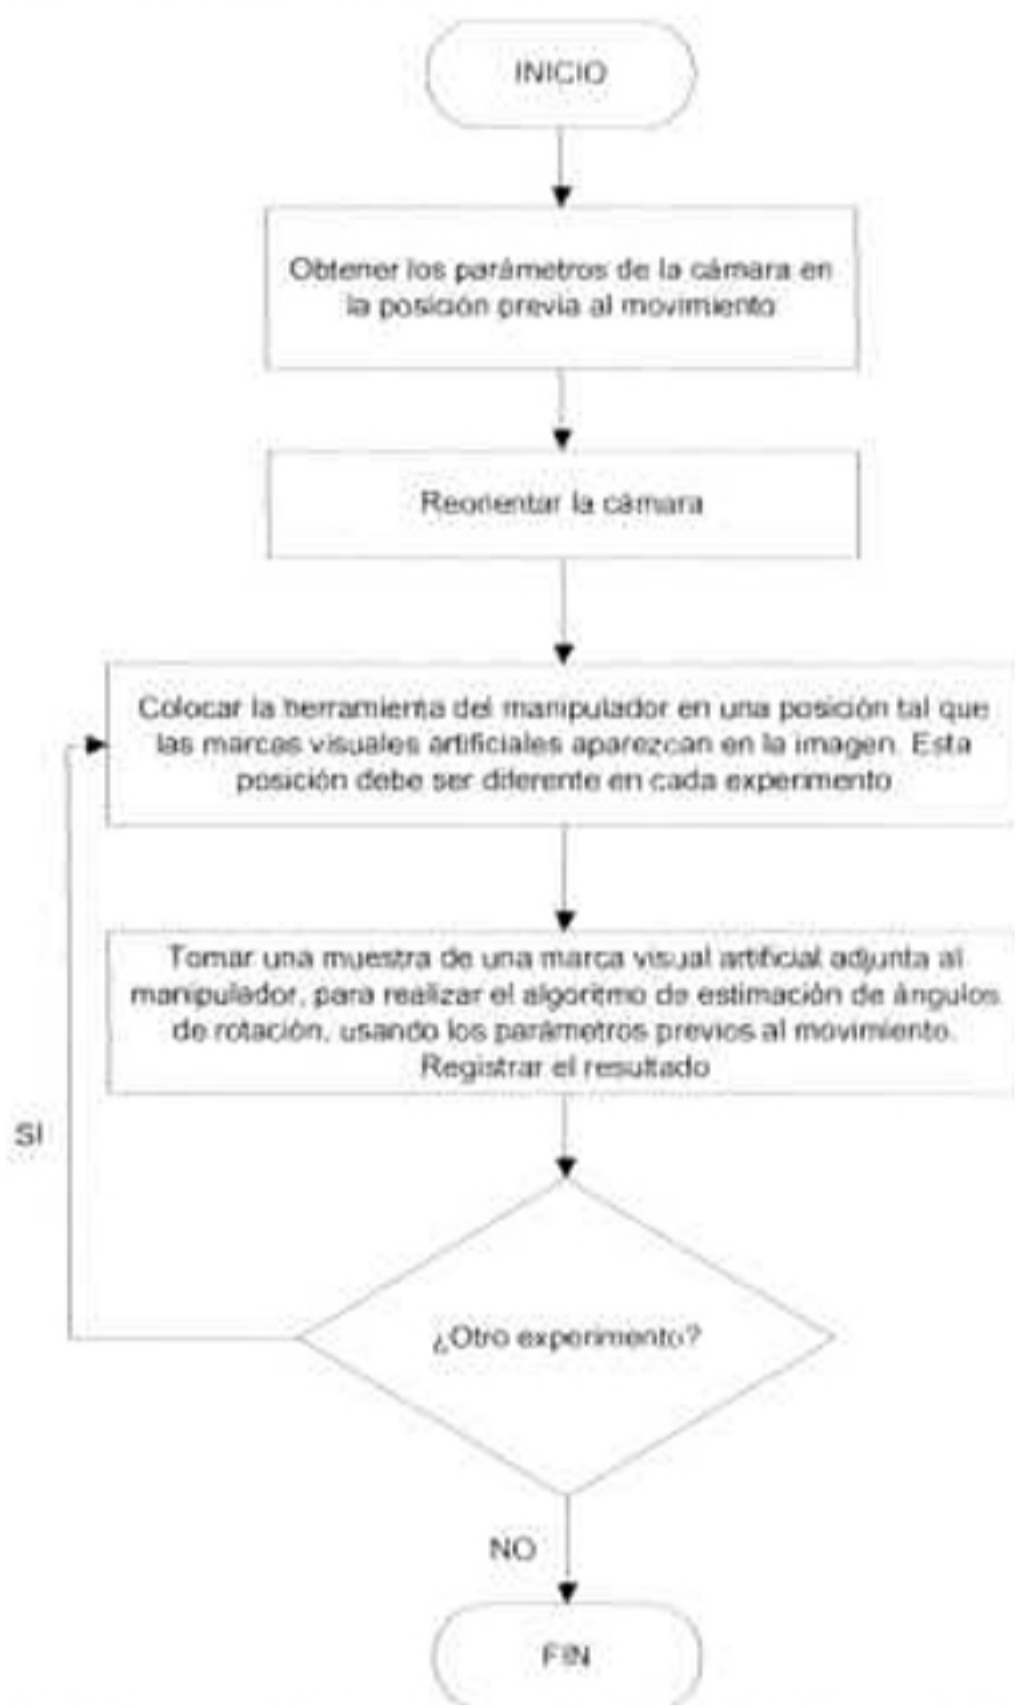 INICIO
Obtener los parámetros de la cámara en
la posición previa al movimiento
Reorientar la cámara
Colocar la herramienta del manipulador en una posición tal que
las marcas visuales artificiales aparezcan en la imagen. Esta
posición debe ser diferente en cada experimento
Tomar una muestra de una marca visual artificial adjunta al
manipulador, para realizar el algoritmo de estimación de ángulos
de rotación, usando los parámetros previos al movimiento.
Registrar el resultado
SI
¿Otro experimento?
NO
FIN